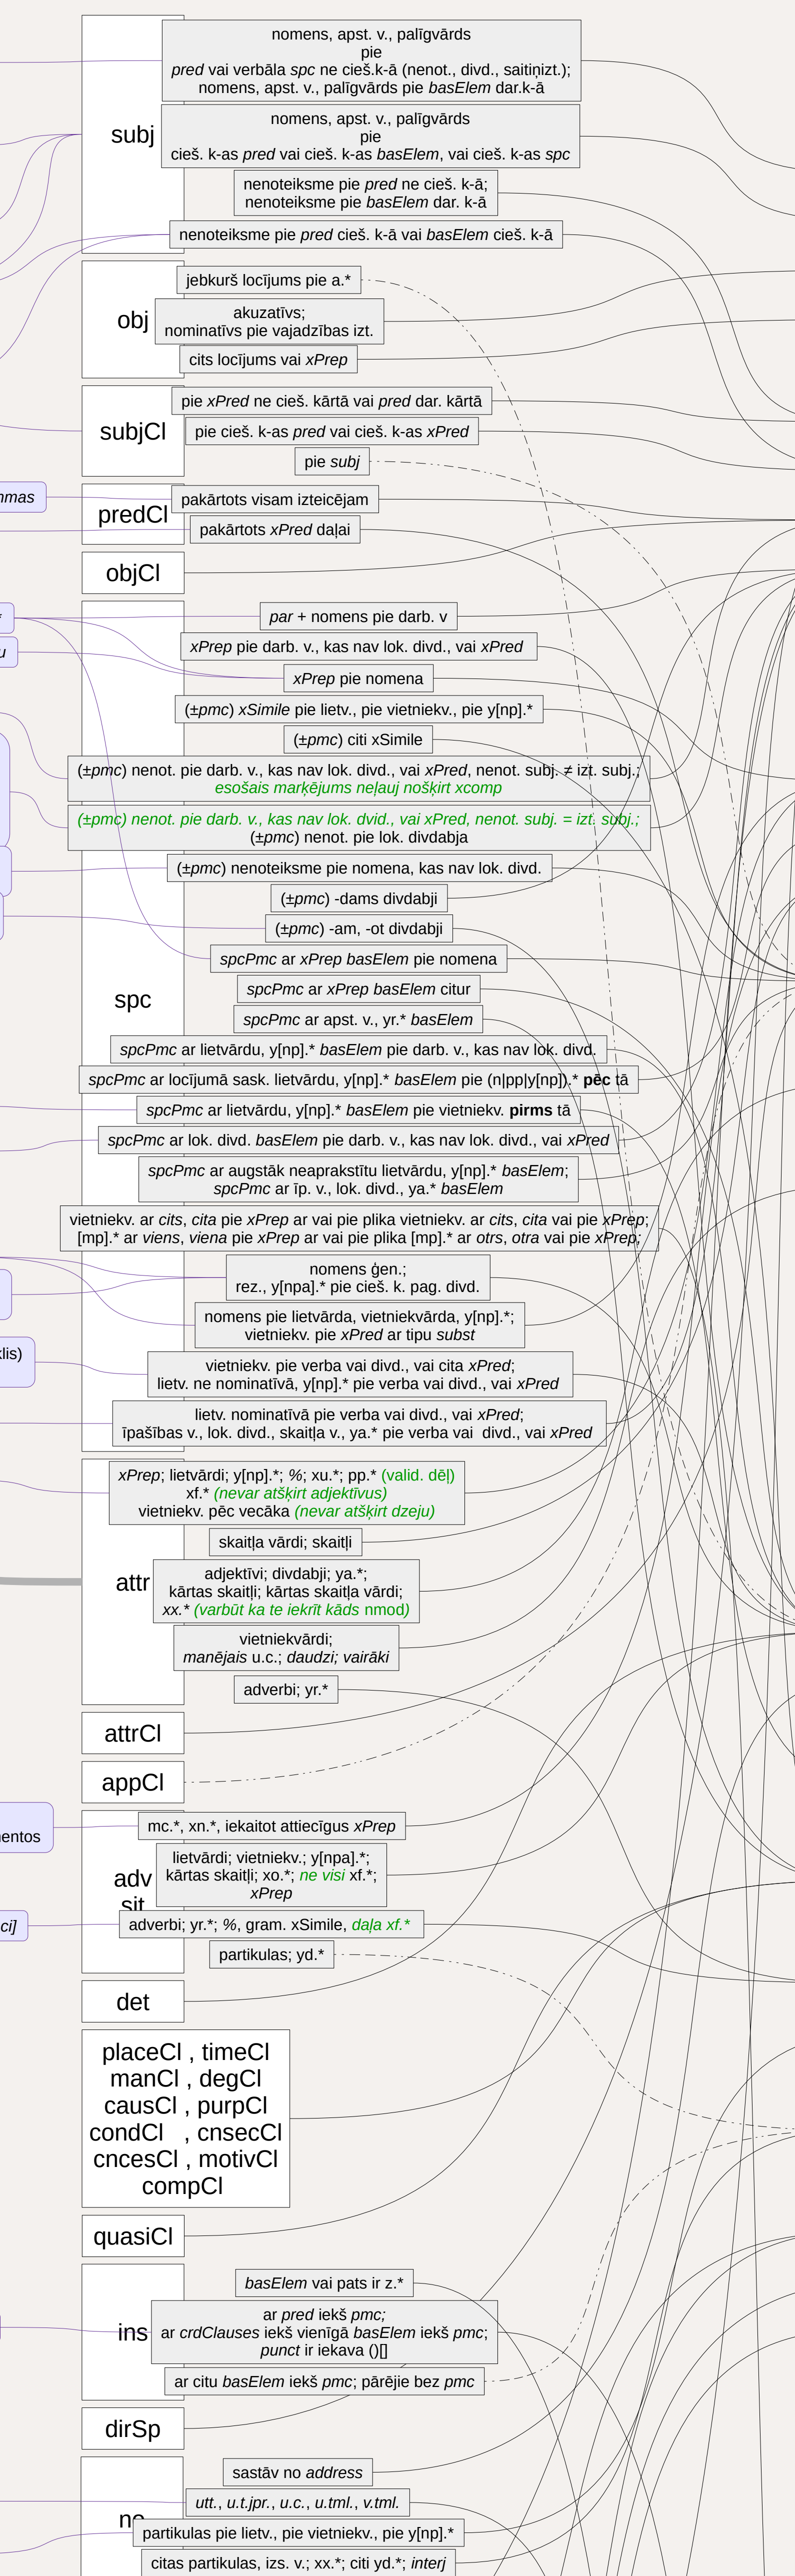 subj
nomens, apst. v., palīgvārds
pie
pred vai verbāla spc ne cieš.k-ā (nenot., divd., saitiņizt.);
nomens, apst. v., palīgvārds pie basElem dar.k-ā
nomens, apst. v., palīgvārds
pie
cieš. k-as pred vai cieš. k-as basElem, vai cieš. k-as spc
nenoteiksme pie pred ne cieš. k-ā;
nenoteiksme pie basElem dar. k-ā
nenoteiksme pie pred cieš. k-ā vai basElem cieš. k-ā
obj
jebkurš locījums pie a.*
akuzatīvs;
nominatīvs pie vajadzības izt.
cits locījums vai xPrep
subjCl
pie xPred ne cieš. kārtā vai pred dar. kārtā
pie cieš. k-as pred vai cieš. k-as xPred
pie subj
mmas
predCl
pakārtots visam izteicējam
pakārtots xPred daļai
objCl
*
u
spc
par + nomens pie darb. v
xPrep pie darb. v., kas nav lok. divd., vai xPred
xPrep pie nomena
(±pmc) xSimile pie lietv., pie vietniekv., pie y[np].*
(±pmc) citi xSimile
(±pmc) nenot. pie darb. v., kas nav lok. divd., vai xPred, nenot. subj. ≠ izt. subj.;
esošais marķējums neļauj nošķirt xcomp
(±pmc) nenot. pie darb. v., kas nav lok. dvid., vai xPred, nenot. subj. = izt. subj.;
(±pmc) nenot. pie lok. divdabja
(±pmc) nenoteiksme pie nomena, kas nav lok. divd.
(±pmc) -dams divdabji
(±pmc) -am, -ot divdabji
spcPmc ar xPrep basElem pie nomena
spcPmc ar xPrep basElem citur
spcPmc ar apst. v., yr.* basElem
spcPmc ar lietvārdu, y[np].* basElem pie darb. v., kas nav lok. divd.
spcPmc ar locījumā sask. lietvārdu, y[np].* basElem pie (n|pp|y[np]).* pēc tā
spcPmc ar lietvārdu, y[np].* basElem pie vietniekv. pirms tā
spcPmc ar lok. divd. basElem pie darb. v., kas nav lok. divd., vai xPred
spcPmc ar augstāk neaprakstītu lietvārdu, y[np].* basElem;
spcPmc ar īp. v., lok. divd., ya.* basElem
vietniekv. ar cits, cita pie xPrep ar vai pie plika vietniekv. ar cits, cita vai pie xPrep;
[mp].* ar viens, viena pie xPrep ar vai pie plika [mp].* ar otrs, otra vai pie xPrep;
nomens ģen.;
rez., y[npa].* pie cieš. k. pag. divd.
nomens pie lietvārda, vietniekvārda, y[np].*;
vietniekv. pie xPred ar tipu subst
klis)
vietniekv. pie verba vai divd., vai cita xPred;
lietv. ne nominatīvā, y[np].* pie verba vai divd., vai xPred
lietv. nominatīvā pie verba vai divd., vai xPred;
īpašības v., lok. divd., skaitļa v., ya.* pie verba vai divd., vai xPred
attr
xPrep; lietvārdi; y[np].*; %; xu.*; pp.* (valid. dēļ)
xf.* (nevar atšķirt adjektīvus)
vietniekv. pēc vecāka (nevar atšķirt dzeju)
skaitļa vārdi; skaitļi
adjektīvi; divdabji; ya.*;
kārtas skaitļi; kārtas skaitļa vārdi;
xx.* (varbūt ka te iekrīt kāds nmod)
vietniekvārdi;
manējais u.c.; daudzi; vairāki
adverbi; yr.*
attrCl
appCl
mentos
adv
sit
mc.*, xn.*, iekaitot attiecīgus xPrep
lietvārdi; vietniekv.; y[npa].*;
kārtas skaitļi; xo.*; ne visi xf.*;
xPrep
ci]
adverbi; yr.*; %, gram. xSimile, daļa xf.*
partikulas; yd.*
det
placeCl , timeCl
manCl , degCl
causCl , purpCl
condCl , cnsecCl
cncesCl , motivCl
compCl
quasiCl
ins
basElem vai pats ir z.*
ar pred iekš pmc;
ar crdClauses iekš vienīgā basElem iekš pmc;
punct ir iekava ()[]
ar citu basElem iekš pmc; pārējie bez pmc
dirSp
no
sastāv no address
utt., u.t.jpr., u.c., u.tml., v.tml.
partikulas pie lietv., pie vietniekv., pie y[np].*
citas partikulas, izs. v.; xx.*; citi yd.*; interj